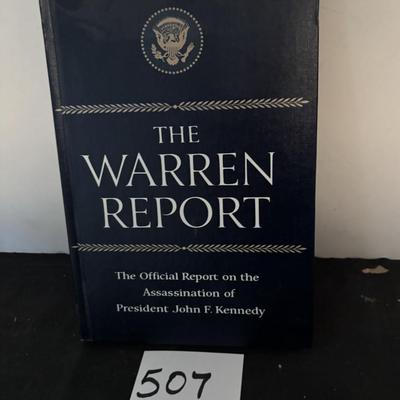 THE
WARREN
REPORT
The Official Report on the
Assassination of
President John F. Kennedy
507